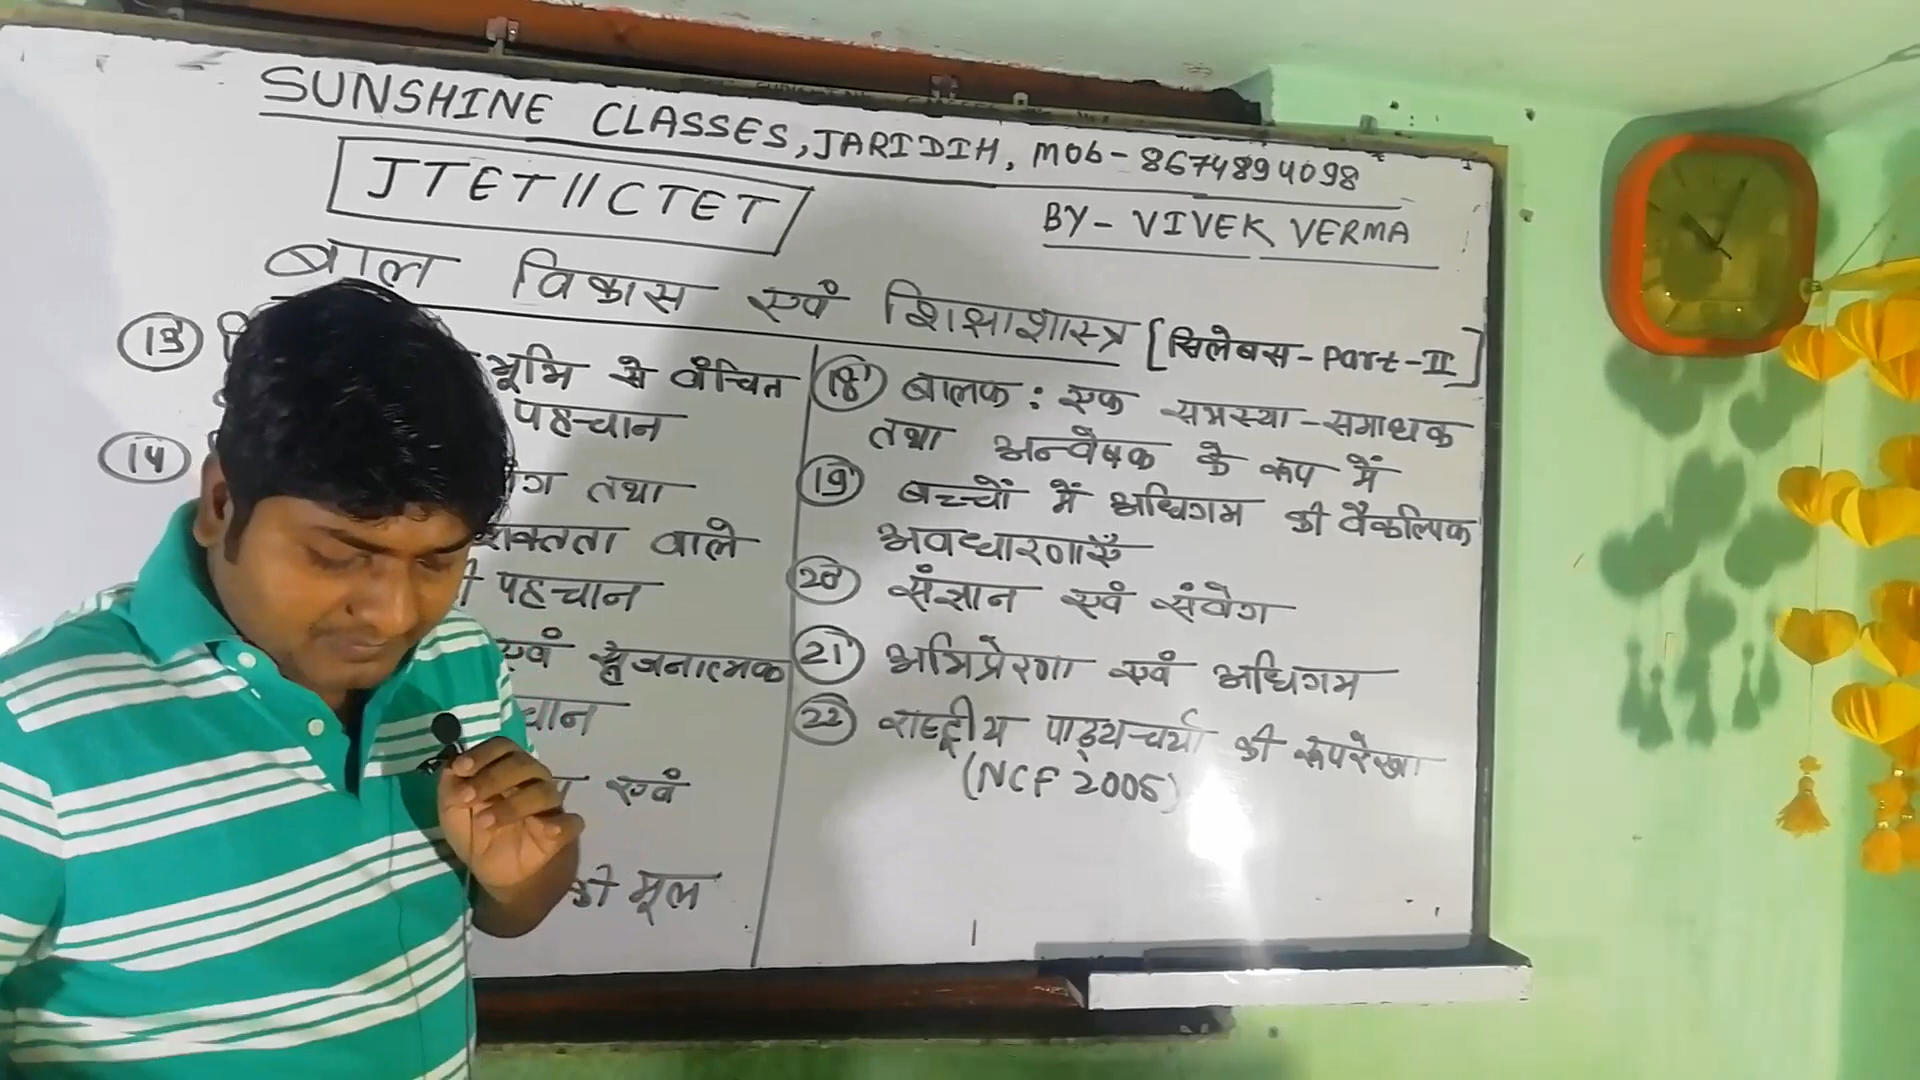 SUNSHINE CLASSES, JARIDIH, MOb-8674894098
JTET//CTET
BY-VIVEK VERMA
बाल विकास एवं शिक्षाशास्त्र [सिलेबस-Part-II]
13 भूमि से वंचित
पहचान
14 तथा
वाले
पहचान
एवं सृजनात्मक
एवं
की मूल
18 बालक: एक समस्या-समाधक
तथा अन्वेषक के रूप में
19 बच्चों में अधिगम की वैकल्पिक
अवधारणाएँ
20 संज्ञान एवं संवेग
21 अभिप्रेरणा एवं अधिगम
22 राष्ट्रीय पाठ्यचर्या की रूपरेखा
(NCF 2005)